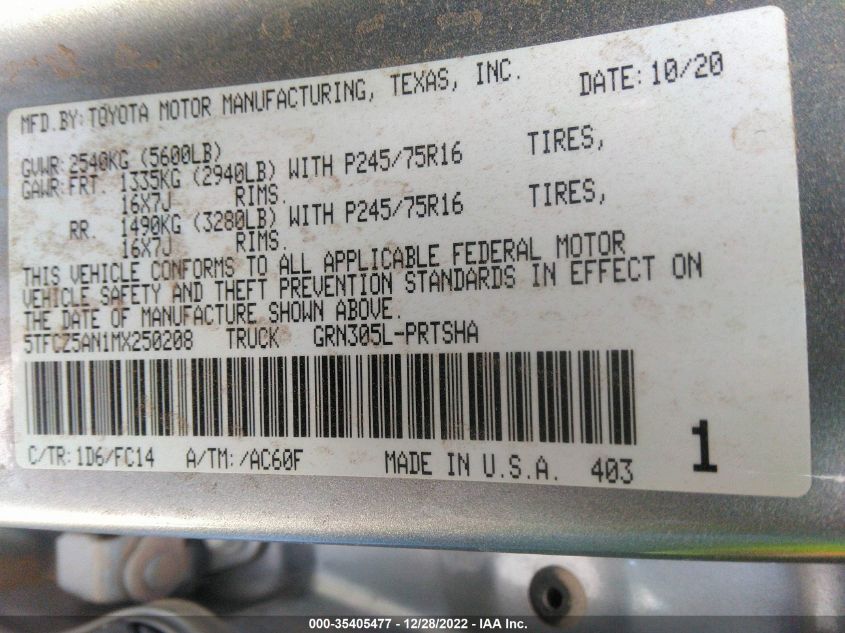 MFD.BY:TOYOTA MOTOR MANUFACTURING, TEXAS, INC. DATE:10/20
GVWR:2540KG (5600LB)
GAWR:FRT. 1335KG (2940LB) WITH P245/75R16 TIRES,
16X7J RIMS.
RR. 1490KG (3280LB) WITH P245/75R16 TIRES,
16X7J RIMS.
THIS VEHICLE CONFORMS TO ALL APPLICABLE FEDERAL MOTOR
VEHICLE SAFETY AND THEFT PREVENTION STANDARDS IN EFFECT ON
THE DATE OF MANUFACTURE SHOWN ABOVE.
5TFCZ5AN1MX250208 TRUCK GRN305L-PRTSHA
C/TR:1D6/FC14 A/TM:/AC60F MADE IN U.S.A. 403 1
000-35405477 - 12/28/2022 - IAA Inc.